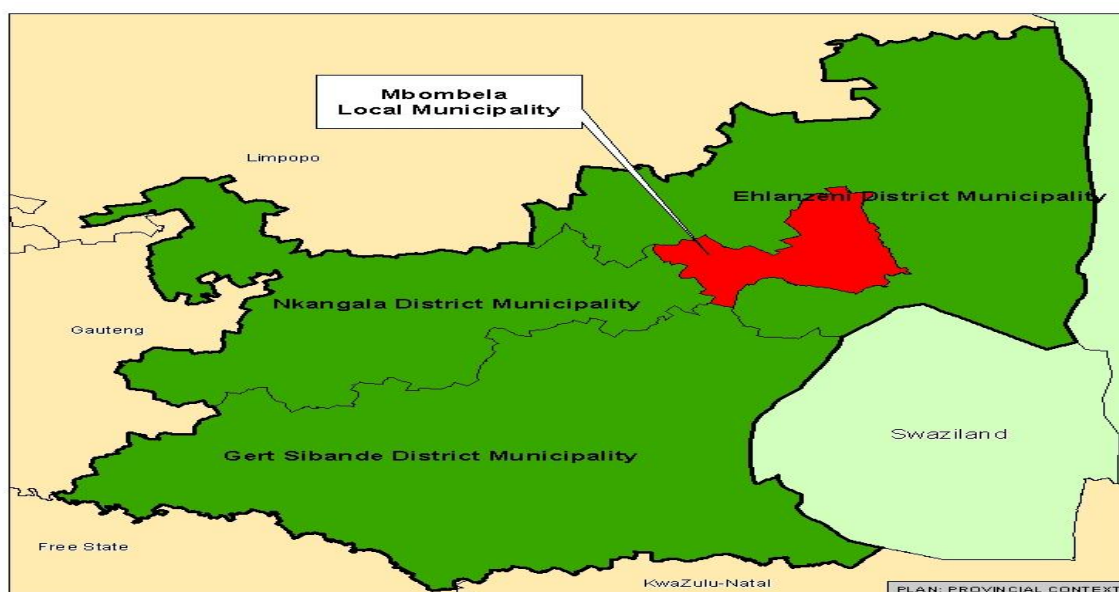 Mbombela
Local Municipality
Limpopo
Ehlanzeni District Municipality
Nkangala District Municipality
Gauteng
Swaziland
Gert Sibande District Municipality
Free State
KwaZulu-Natal
PLAN: PROVINCIAL CONTEXT